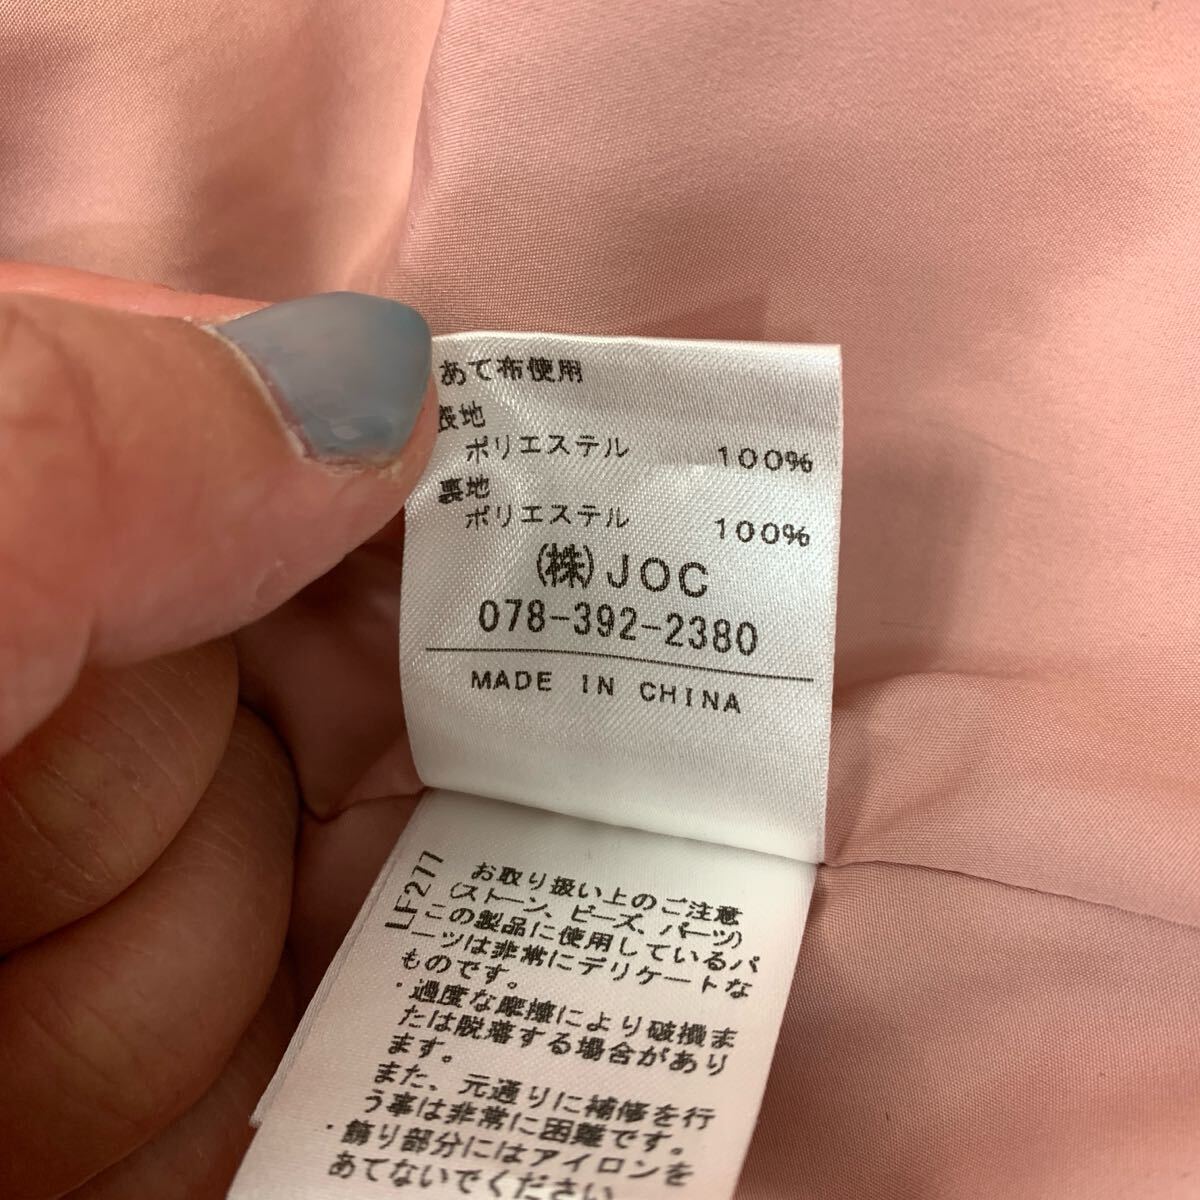 あて布使用
表地
ポリエステル 100%
裏地
ポリエステル 100%
(株)JOC
078-392-2380
MADE IN CHINA
LF277
お取り扱い上のご注意
(ストーン、ビーズ、パーツ)
この製品に使用しているパ
ーツは非常にデリケートな
ものです。
・過度な摩擦により破損ま
たは脱落する場合があり
ます。
また、元通りに補修を行
う事は非常に困難です。
・飾り部分にはアイロンを
あてないでください